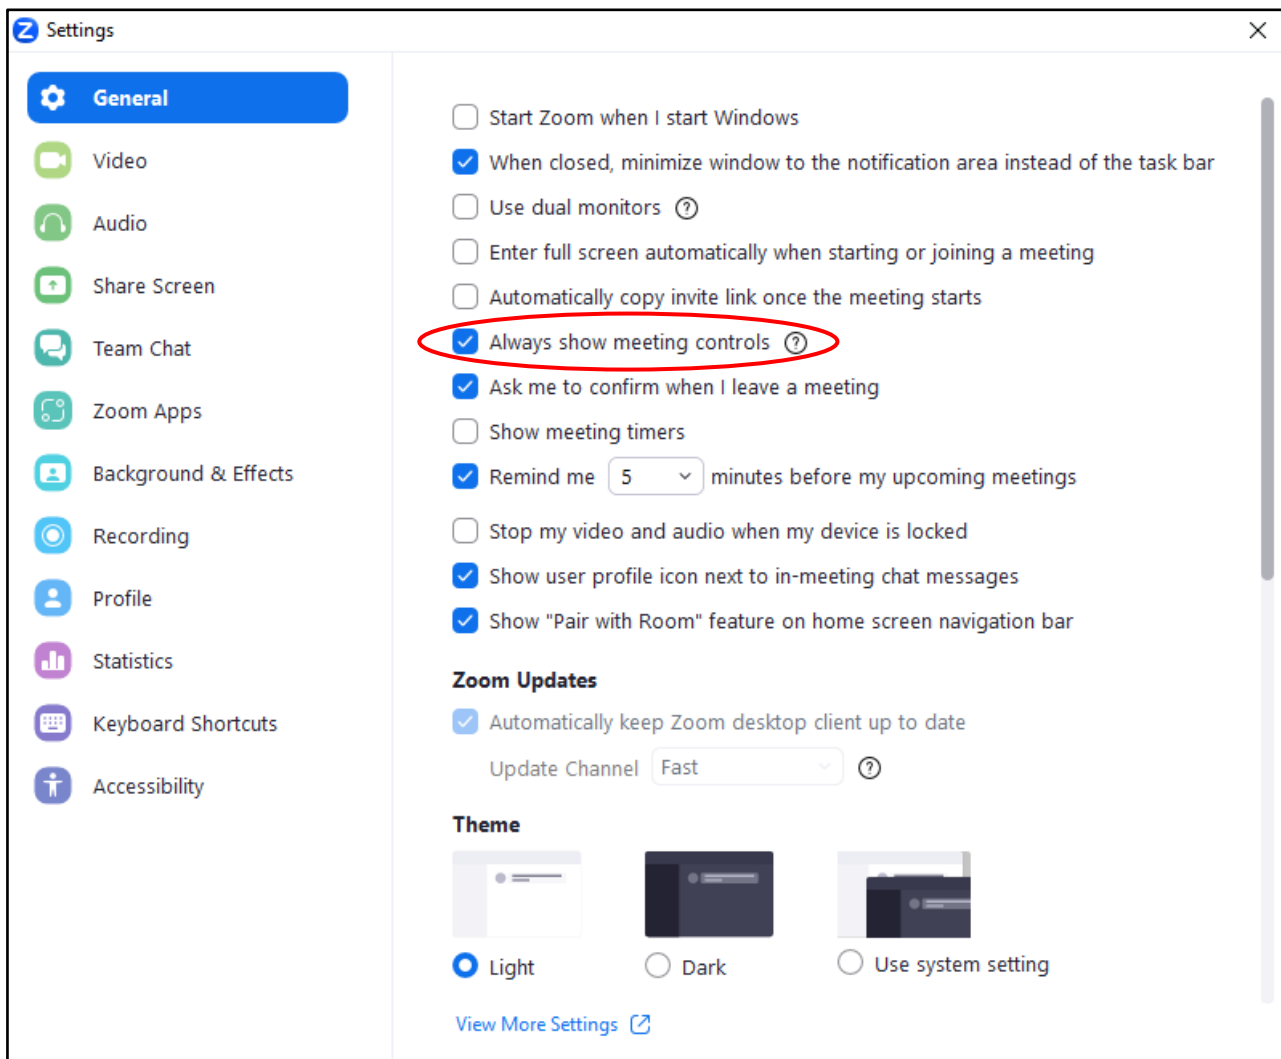 Settings
General
Video
Audio
Share Screen
Team Chat
Zoom Apps
Background & Effects
Recording
Profile
Statistics
Keyboard Shortcuts
Accessibility
Start Zoom when I start Windows
When closed, minimize window to the notification area instead of the task bar
Use dual monitors ?
Enter full screen automatically when starting or joining a meeting
Automatically copy invite link once the meeting starts
Always show meeting controls ?
Ask me to confirm when I leave a meeting
Show meeting timers
Remind me 5 minutes before my upcoming meetings
Stop my video and audio when my device is locked
Show user profile icon next to in-meeting chat messages
Show "Pair with Room" feature on home screen navigation bar
Zoom Updates
Automatically keep Zoom desktop client up to date
Update Channel Fast ?
Theme
Light Dark Use system setting
View More Settings